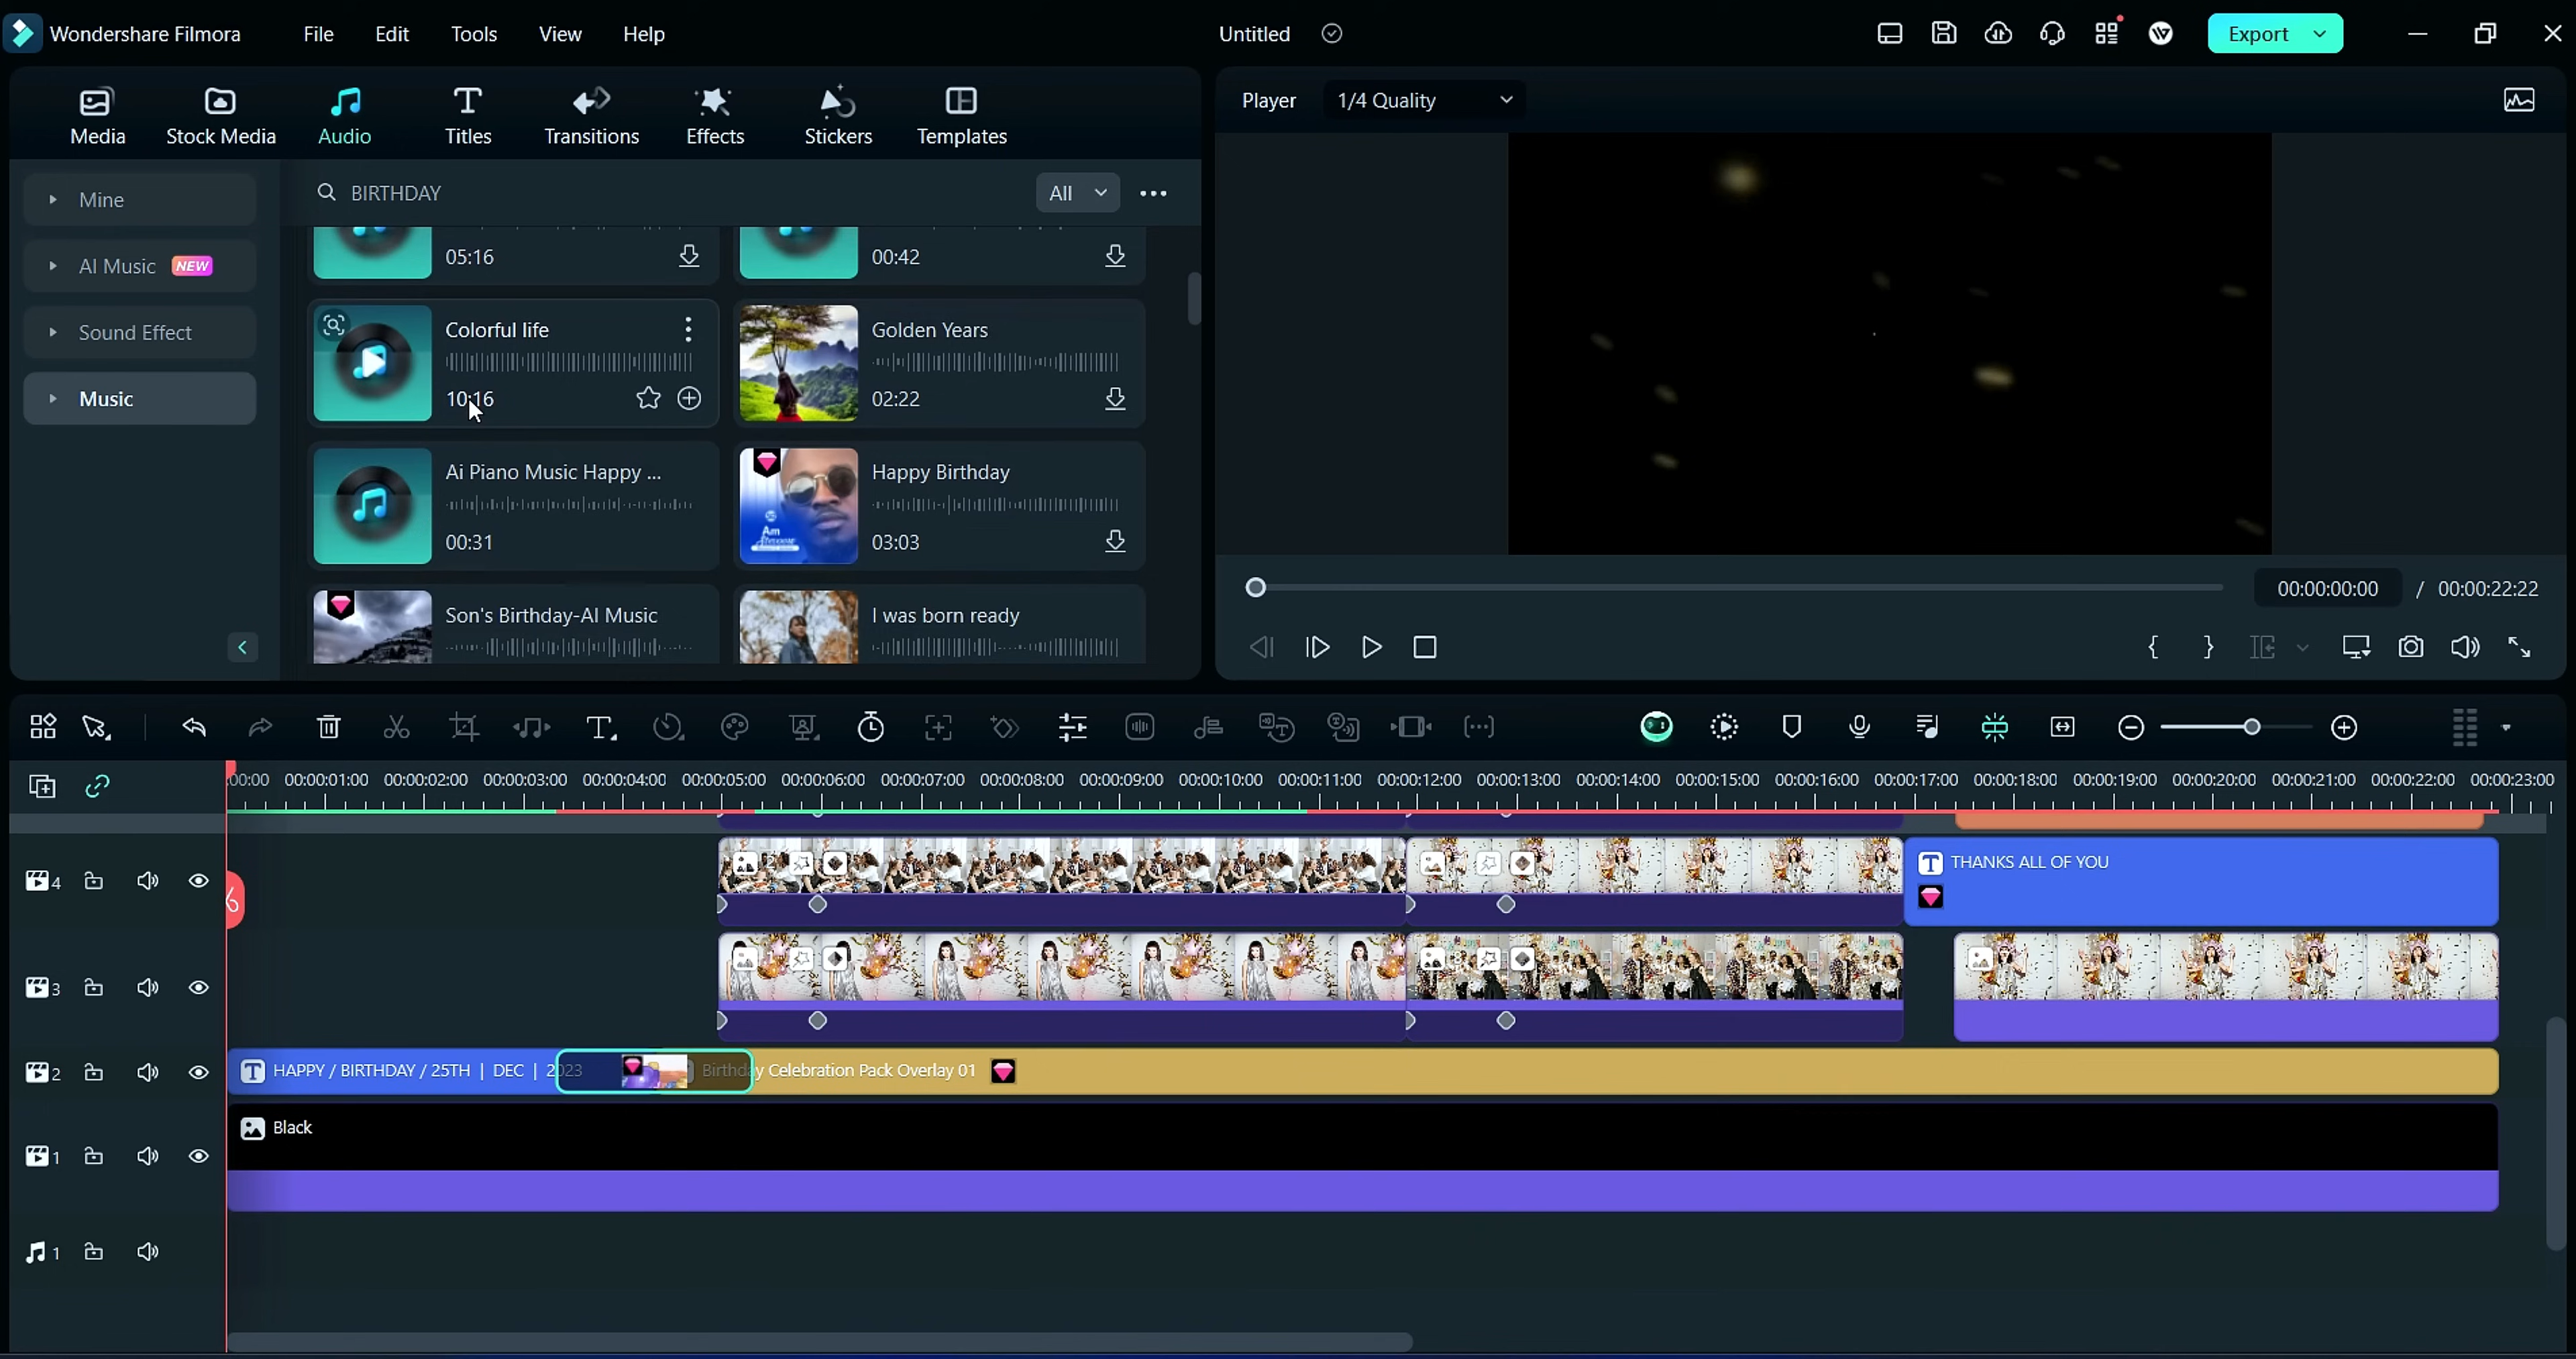 Wondershare Filmora
File
Edit
Tools
View
Help
Untitled
Export
Media
Stock Media
Audio
Titles
Transitions
Effects
Stickers
Templates
Player
1/4 Quality
Mine
AI Music NEW
Sound Effect
Music
BIRTHDAY
All
05:16
00:42
Colorful life
10:16
Golden Years
02:22
Ai Piano Music Happy ...
00:31
Happy Birthday
03:03
Am
Son's Birthday-AI Music
I was born ready
00:00:00:00 / 00:00:22:22
:00:00 00:00:01:00 00:00:02:00 00:00:03:00 00:00:04:00 00:00:05:00 00:00:06:00 00:00:07:00 00:00:08:00 00:00:09:00 00:00:10:00 00:00:11:00 00:00:12:00 00:00:13:00 00:00:14:00 00:00:15:00 00:00:16:00 00:00:17:00 00:00:18:00 00:00:19:00 00:00:20:00 00:00:21:00 00:00:22:00 00:00:23:00
4
THANKS ALL OF YOU
3
2
HAPPY / BIRTHDAY / 25TH | DEC | 2023
Birthday Celebration Pack Overlay 01
1
Black
1